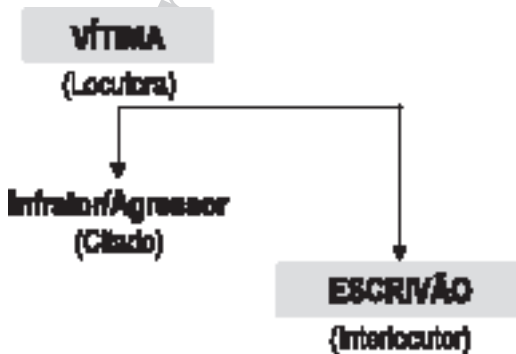 VÍTIMA
(Locutora)
Infrator/Agressor
(Citado)
ESCRIVÃO
(Interlocutor)